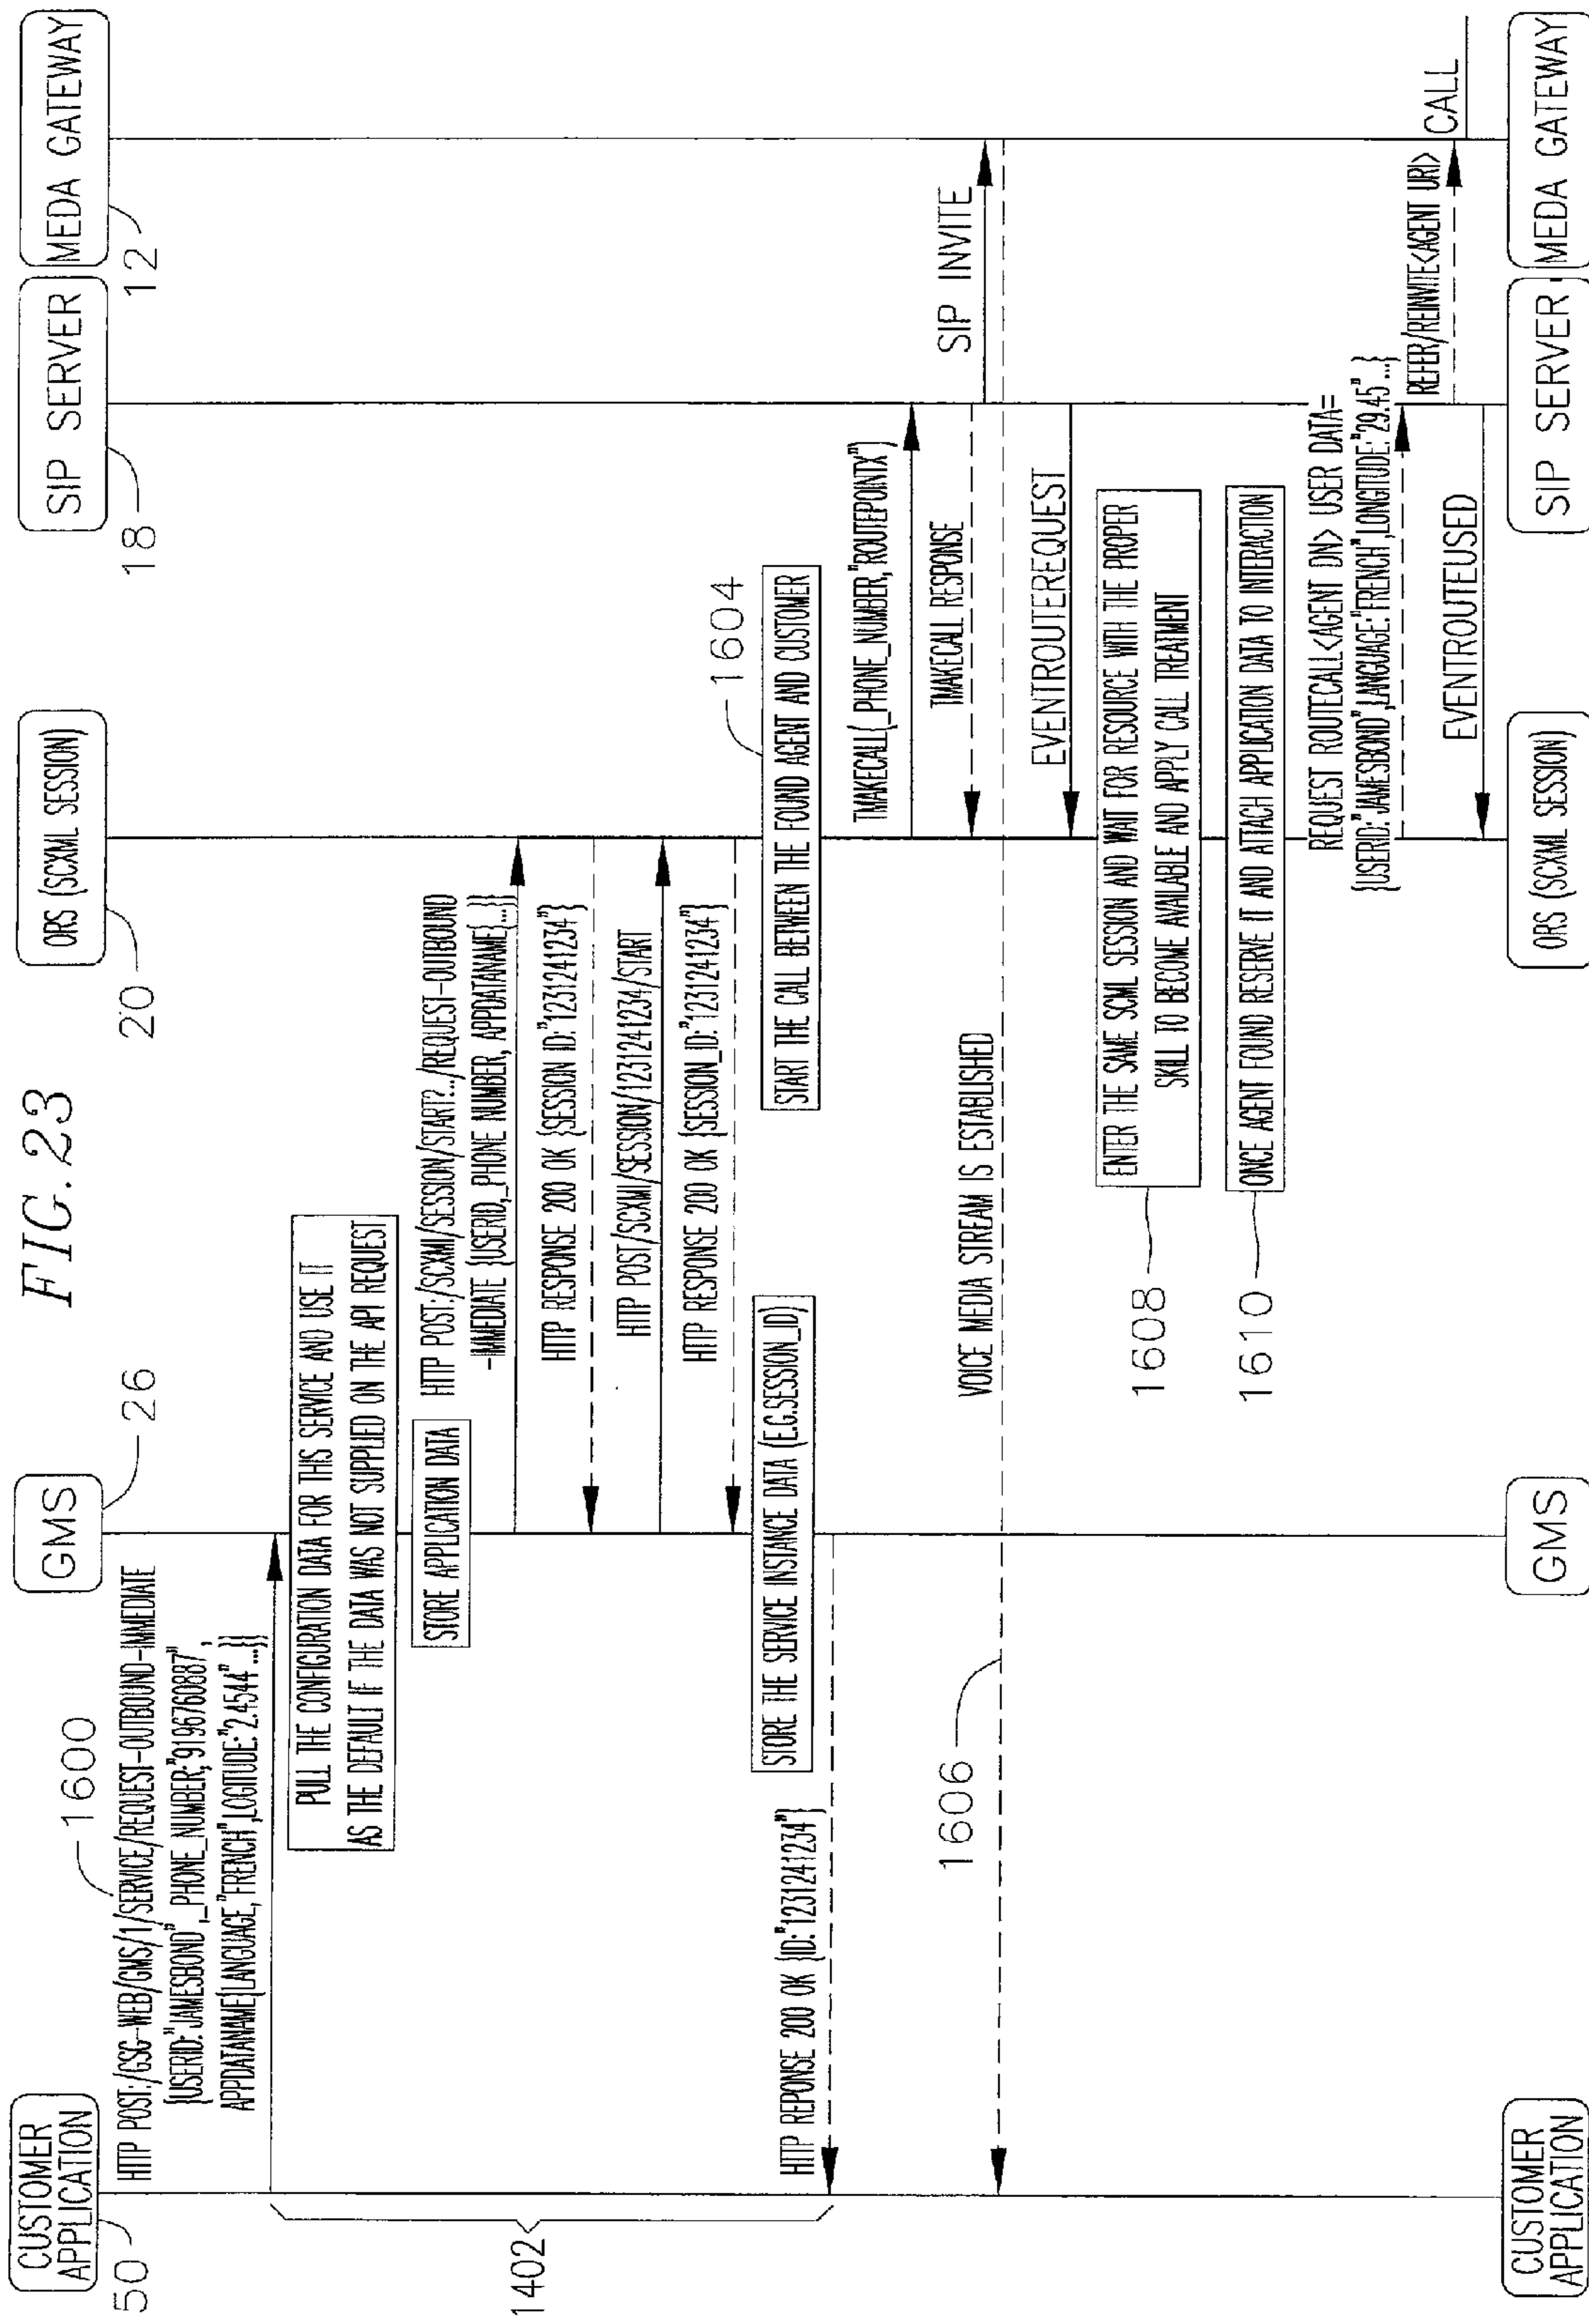 FIG. 23
CUSTOMER
APPLICATION
50
GMS
26
ORS (SCXML SESSION)
20
SIP SERVER
18
MEDA GATEWAY
12
1600
HTTP POST:/GSG-WEB/GMS/1/SERVICE/REQUEST-OUTBOUND-IMMEDIATE
{USERID:"JAMESBOND",_PHONE_NUMBER;"9196760887",
APPDATANAME{LANGUAGE,"FRENCH",LOGITUDE:"2.4544"...}}
PULL THE CONFIGURATION DATA FOR THIS SERVICE AND USE IT
AS THE DEFAULT IF THE DATA WAS NOT SUPPLIED ON THE API REQUEST
STORE APPLICATION DATA
HTTP POST:/SCXMI/SESSION/START?../REQUEST-OUTBOUND
-IMMEDIATE {USERID,_PHONE NUMBER, APPDATANAME{...}}
HTTP RESPONSE 200 OK {SESSION ID:"1231241234"}
HTTP POST/SCXMI/SESSION/1231241234/START
HTTP RESPONSE 200 OK {SESSION_ID:"1231241234"}
1402
STORE THE SERVICE INSTANCE DATA (E.G.SESSION_ID)
1604
START THE CALL BETWEEN THE FOUND AGENT AND CUSTOMER
HTTP REPONSE 200 OK {ID:"1231241234"}
TMAKECALL(_PHONE_NUMBER,"ROUTEPOINTX")
TMAKECALL RESPONSE
SIP INVITE
1606
VOICE MEDIA STREAM IS ESTABLISHED
EVENTROUTEREQUEST
1608
ENTER THE SAME SCML SESSION AND WAIT FOR RESOURCE WITH THE PROPER
SKILL TO BECOME AVAILABLE AND APPLY CALL TREATMENT
1610
ONCE AGENT FOUND RESERVE IT AND ATTACH APPLICATION DATA TO INTERACTION
REQUEST ROUTECALL<AGENT DN> USER DATA=
{USERID:"JAMESBOND",LANGUAGE:"FRENCH",LONGITUDE:"29.45"...}
REFER/REINVITE<AGENT URI>
CALL
EVENTROUTEUSED
CUSTOMER
APPLICATION
GMS
ORS (SCXML SESSION)
SIP SERVER
MEDA GATEWAY